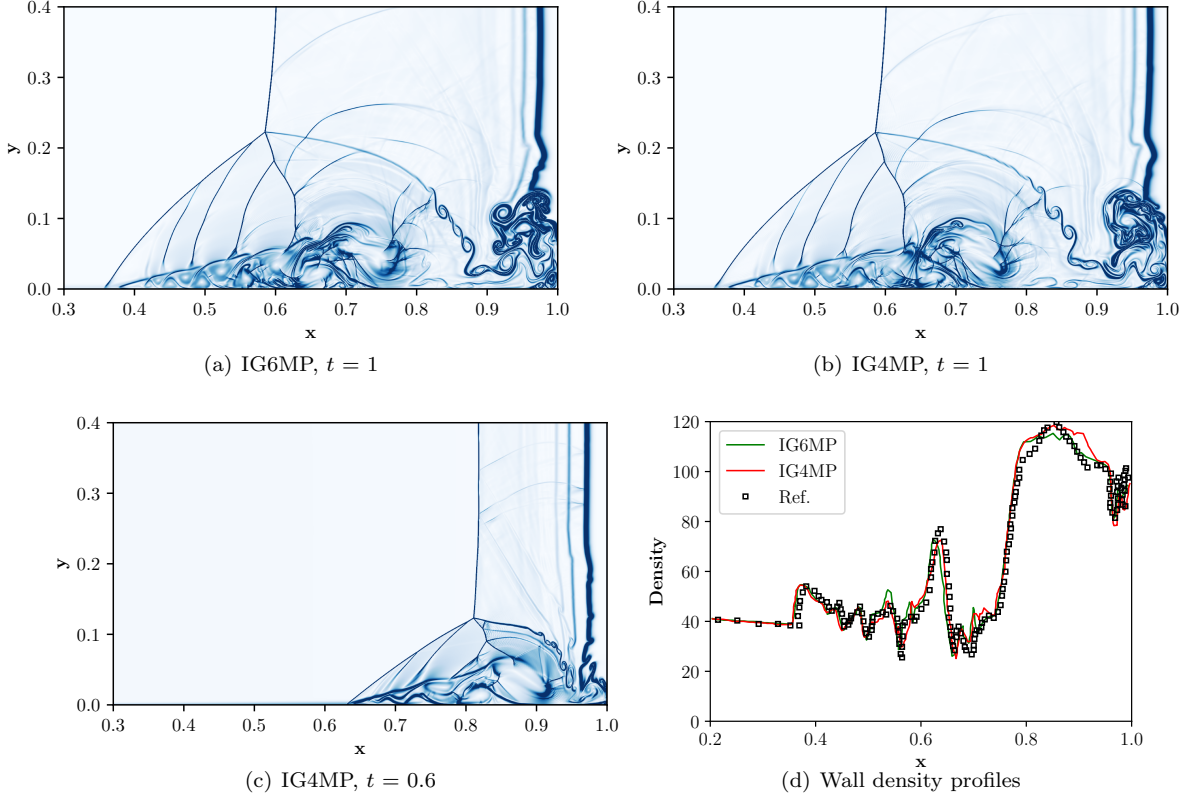 0.4
0.3
0.2
0.1
0.0
y
0.3 0.4 0.5 0.6 0.7 0.8 0.9 1.0
x
(a) IG6MP, t = 1
0.4
0.3
0.2
0.1
0.0
y
0.3 0.4 0.5 0.6 0.7 0.8 0.9 1.0
x
(b) IG4MP, t = 1
0.4
0.3
0.2
0.1
0.0
y
0.3 0.4 0.5 0.6 0.7 0.8 0.9 1.0
x
(c) IG4MP, t = 0.6
120
100
80
60
40
20
0
Density
IG6MP
IG4MP
Ref.
0.2 0.4 0.6 0.8 1.0
x
(d) Wall density profiles